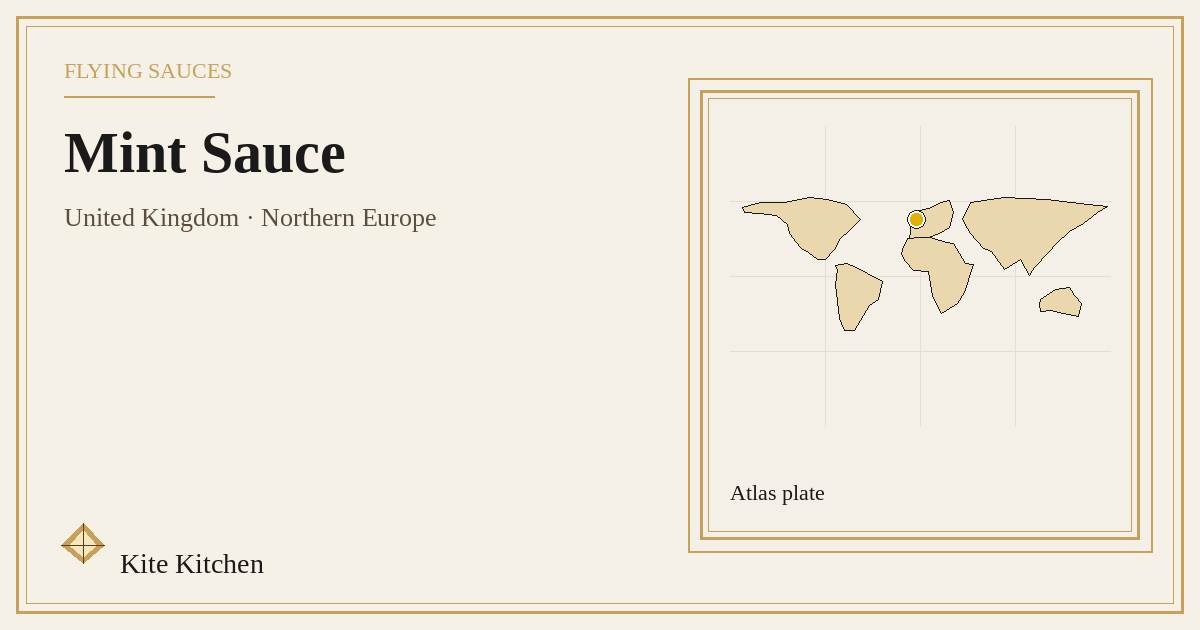 FLYING SAUCES
Mint Sauce
United Kingdom · Northern Europe
Atlas plate
Kite Kitchen